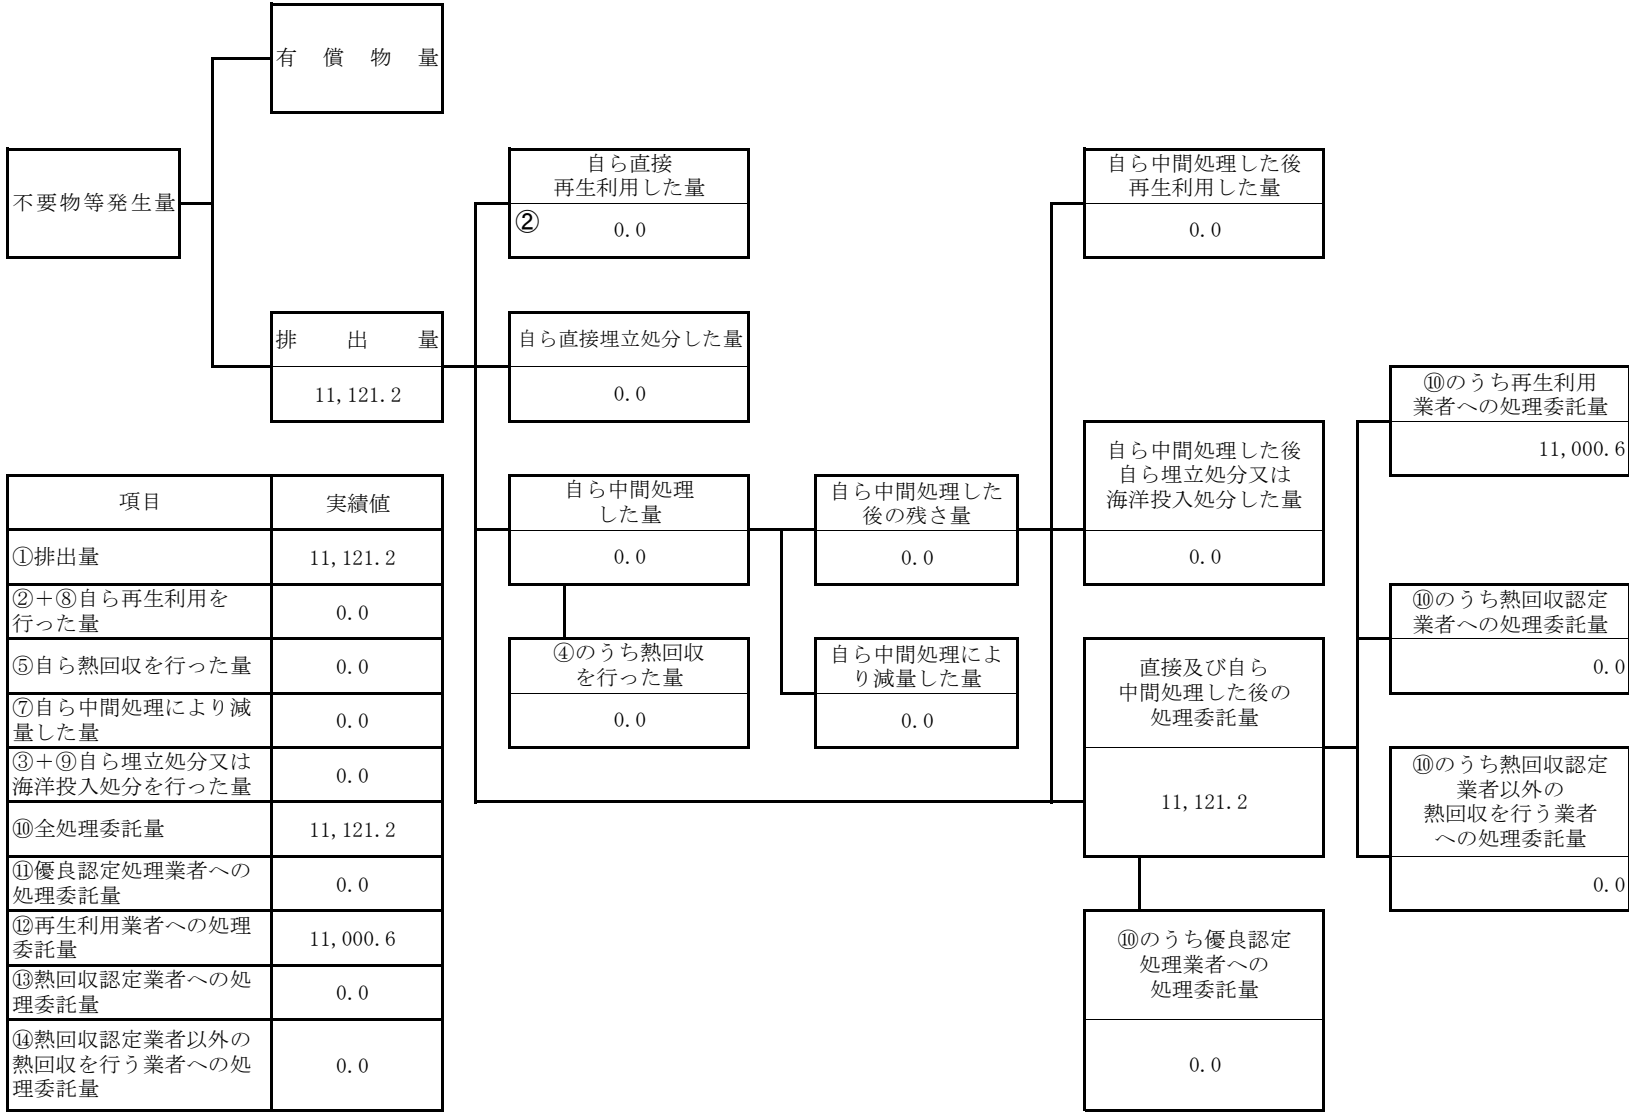 有償物量
不要物等発生量
自ら直接
再生利用した量
②
0.0
自ら中間処理した後
再生利用した量
0.0
排出量
11,121.2
自ら直接埋立処分した量
0.0
⑩のうち再生利用
業者への処理委託量
11,000.6
自ら中間処理した後
自ら埋立処分又は
海洋投入処分した量
0.0
自ら中間処理
した量
0.0
自ら中間処理した
後の残さ量
0.0
④のうち熱回収
を行った量
0.0
自ら中間処理によ
り減量した量
0.0
直接及び自ら
中間処理した後の
処理委託量
11,121.2
⑩のうち熱回収認定
業者への処理委託量
0.0
⑩のうち熱回収認定
業者以外の
熱回収を行う業者
への処理委託量
0.0
⑩のうち優良認定
処理業者への
処理委託量
0.0
項目
実績値
①排出量
11,121.2
②+⑧自ら再生利用を
行った量
0.0
⑤自ら熱回収を行った量
0.0
⑦自ら中間処理により減
量した量
0.0
③+⑨自ら埋立処分又は
海洋投入処分を行った量
0.0
⑩全処理委託量
11,121.2
⑪優良認定処理業者への
処理委託量
0.0
⑫再生利用業者への処理
委託量
11,000.6
⑬熱回収認定業者への処
理委託量
0.0
⑭熱回収認定業者以外の
熱回収を行う業者への処
理委託量
0.0